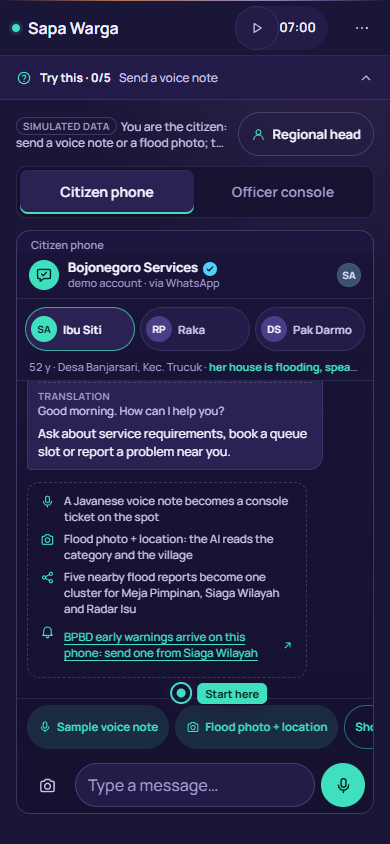 Sapa Warga
07:00
Try this · 0/5 Send a voice note
SIMULATED DATA You are the citizen:
send a voice note or a flood photo; t…
Regional head
Citizen phone
Officer console
Citizen phone
Bojonegoro Services
demo account · via WhatsApp
SA
SA Ibu Siti
RP Raka
DS Pak Darmo
52 y · Desa Banjarsari, Kec. Trucuk · her house is flooding, spea…
TRANSLATION
Good morning. How can I help you?
Ask about service requirements, book a queue
slot or report a problem near you.
A Javanese voice note becomes a console
ticket on the spot
Flood photo + location: the AI reads the
category and the village
Five nearby flood reports become one
cluster for Meja Pimpinan, Siaga Wilayah
and Radar Isu
BPBD early warnings arrive on this
phone: send one from Siaga Wilayah
Start here
Sample voice note
Flood photo + location
Sho
Type a message…